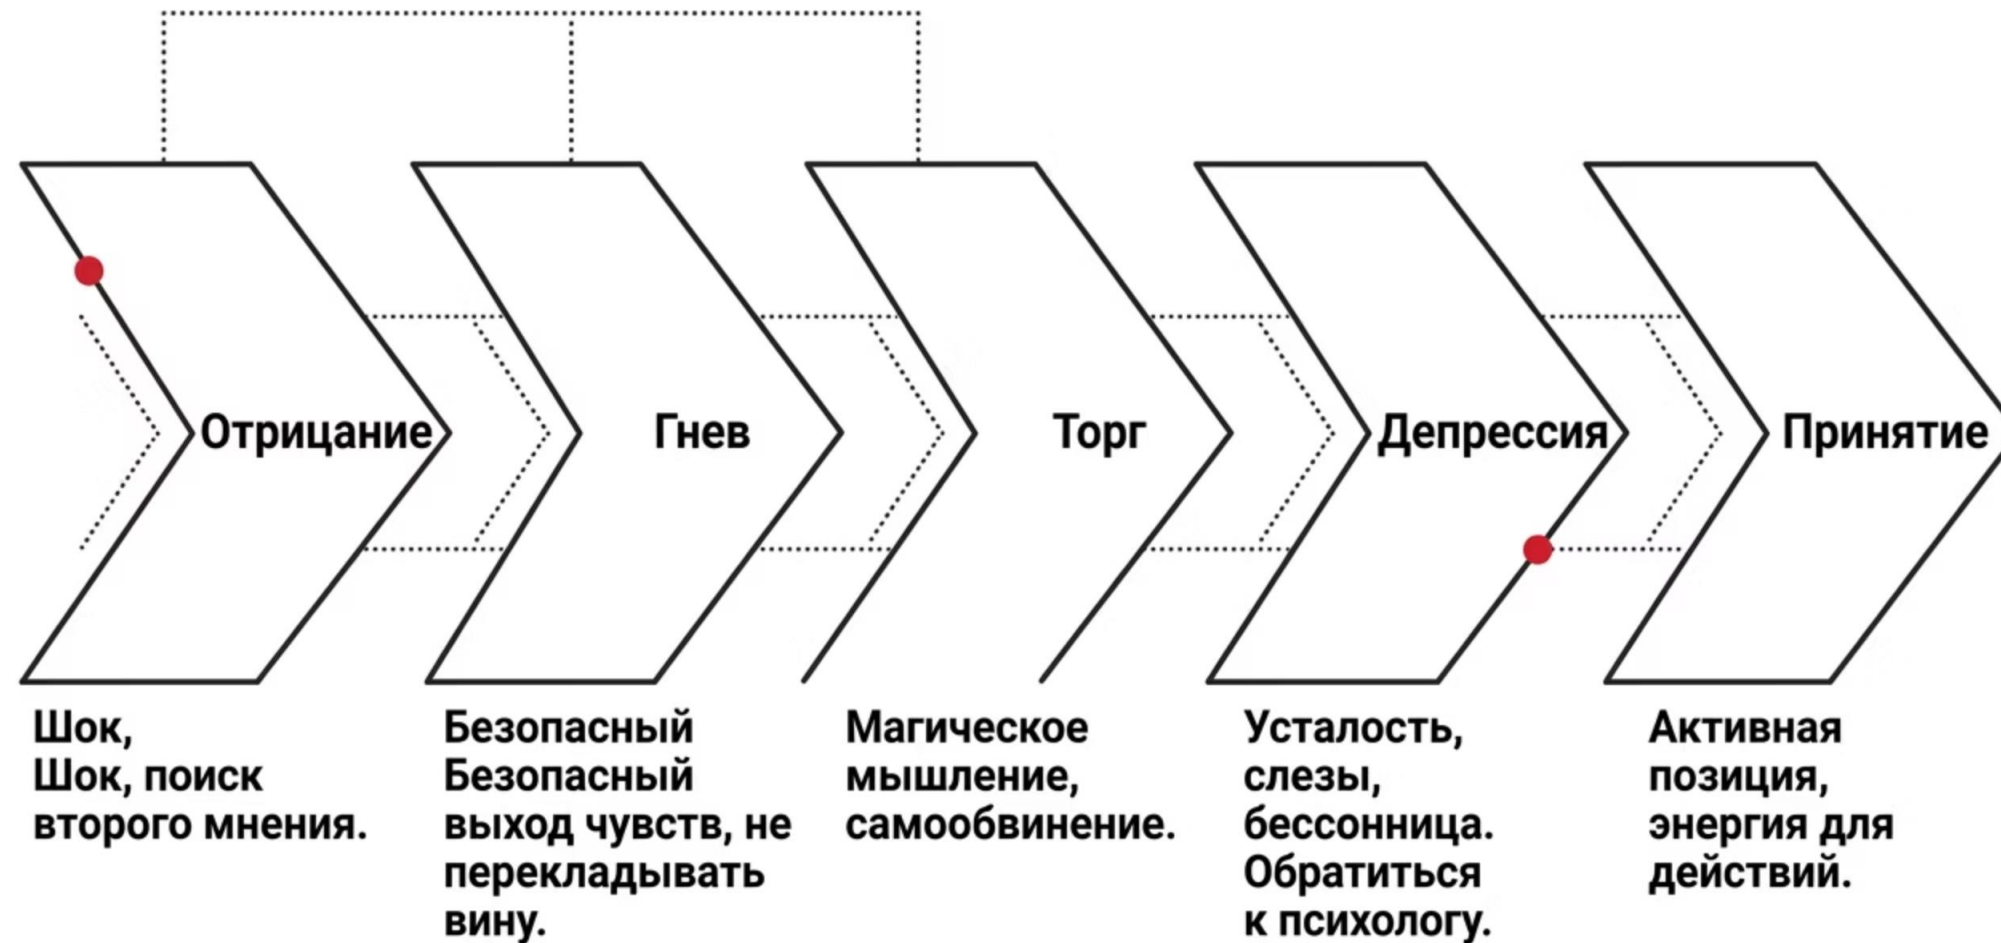 Отрицание
Гнев
Торг
Депрессия
Принятие
Шок,
Шок, поиск
второго мнения.
Безопасный
Безопасный
выход чувств, не
перекладывать
вину.
Магическое
мышление,
самообвинение.
Усталость,
слезы,
бессонница.
Обратиться
к психологу.
Активная
позиция,
энергия для
действий.